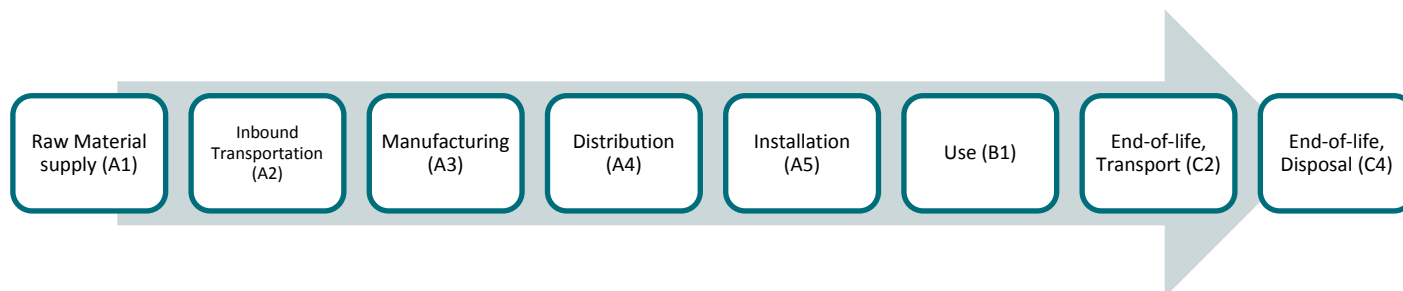 Raw Material
supply (A1)
Inbound
Transportation
(A2)
Manufacturing
(A3)
Distribution
(A4)
Installation
(A5)
Use (B1)
End-of-life,
Transport (C2)
End-of-life,
Disposal (C4)